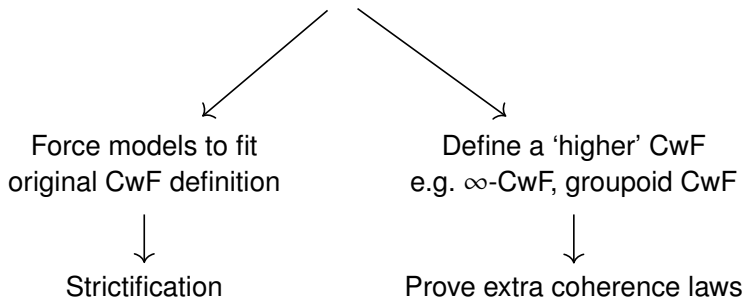 Force models to fit
original CwF definition
Define a ‘higher’ CwF
e.g. ∞-CwF, groupoid CwF
Strictification
Prove extra coherence laws